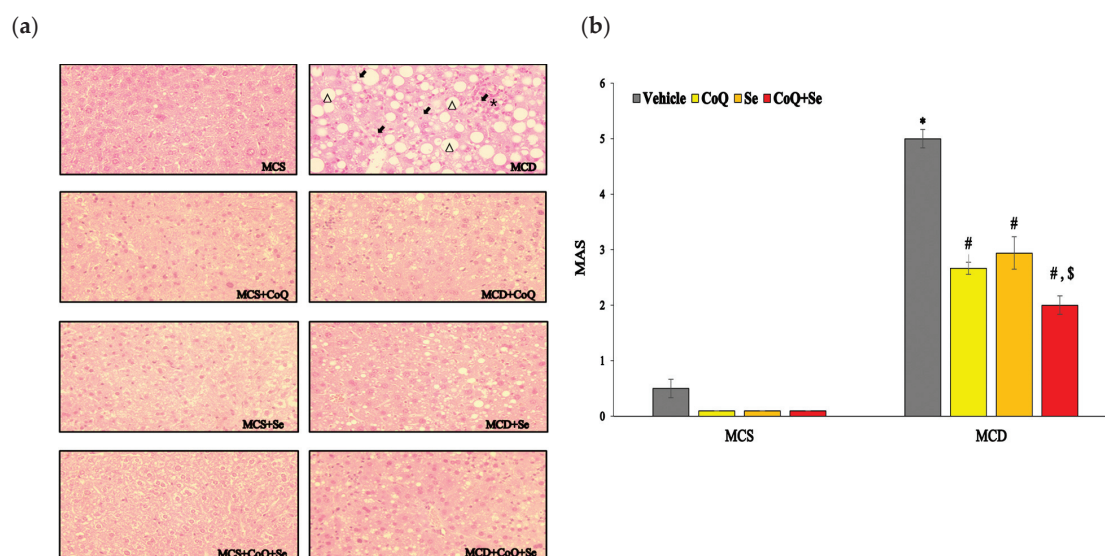 (a)
(b)
MCS
*
MCD
MCS+CoQ
MCD+CoQ
MCS+Se
MCD+Se
MCS+CoQ+Se
MCD+CoQ+Se
6
5
4
3
2
1
0
MAS
Vehicle CoQ Se CoQ+Se
*
#
#
#, $
MCS MCD